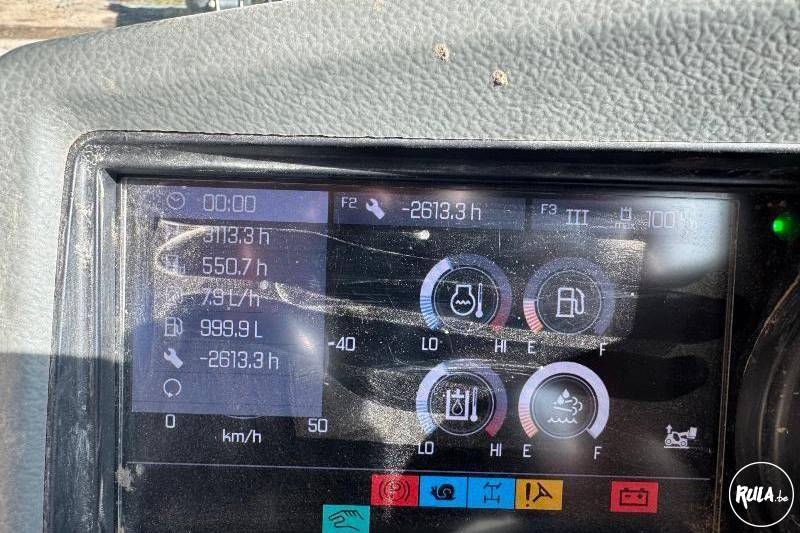 00:00
F2 -2613.3 h
F3 100%
max
3113.3 h
550.7 h
7.9 L/h
999.9 L
-2613.3 h
-40
LO HI E F
LO HI E F
0 50
km/h
RULA.be